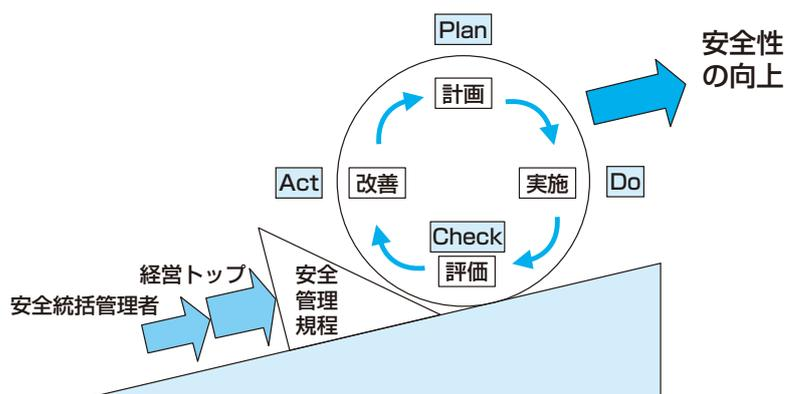 Plan
安全性
の向上
計画
Act
改善
実施
Do
Check
評価
経営トップ
安全統括管理者
安全
管理
規程